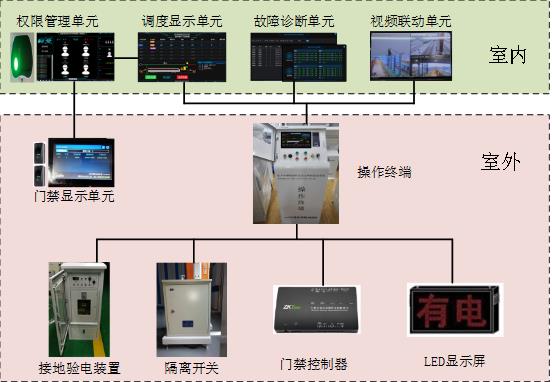 权限管理单元
调度显示单元
故障诊断单元
视频联动单元
室内
室外
门禁显示单元
操作终端
操作终端
接地验电装置
隔离开关
ZKTeco
门禁控制器
有电
LED显示屏